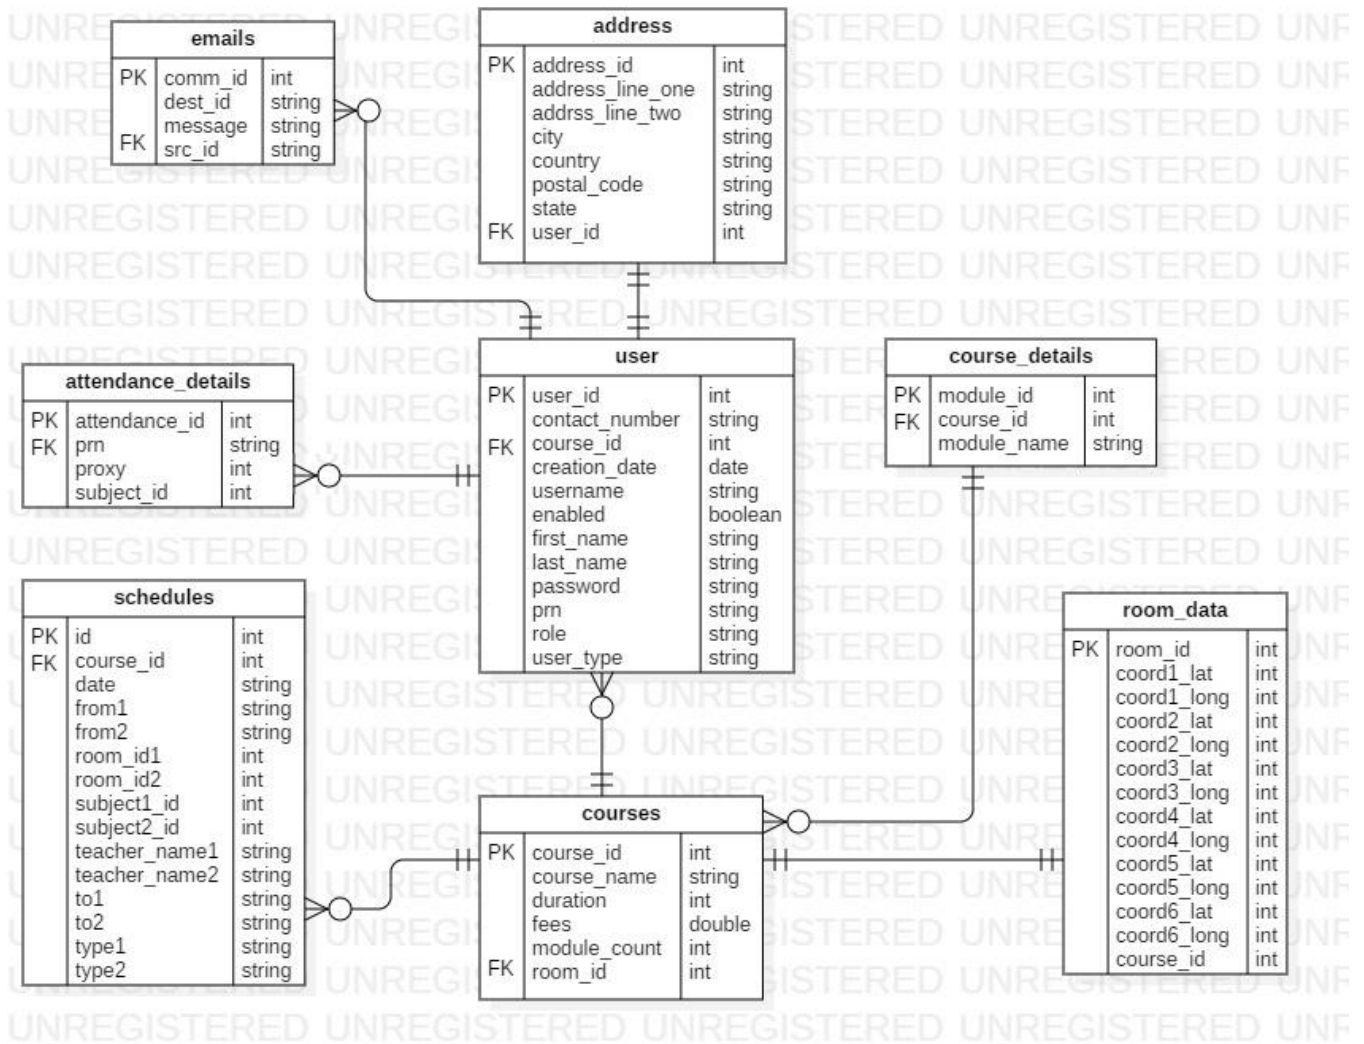 emails
PK comm_id int
dest_id string
message string
FK src_id string
address
PK address_id int
address_line_one string
addrss_line_two string
city string
country string
postal_code string
state string
FK user_id int
attendance_details
PK attendance_id int
FK prn string
proxy int
subject_id int
user
PK user_id int
contact_number string
FK course_id int
creation_date date
username string
enabled boolean
first_name string
last_name string
password string
prn string
role string
user_type string
course_details
PK module_id int
FK course_id int
module_name string
schedules
PK id int
FK course_id int
date string
from1 string
from2 string
room_id1 int
room_id2 int
subject1_id int
subject2_id int
teacher_name1 string
teacher_name2 string
to1 string
to2 string
type1 string
type2 string
courses
PK course_id int
course_name string
duration int
fees double
module_count int
FK room_id int
room_data
PK room_id int
coord1_lat int
coord1_long int
coord2_lat int
coord2_long int
coord3_lat int
coord3_long int
coord4_lat int
coord4_long int
coord5_lat int
coord5_long int
coord6_lat int
coord6_long int
course_id int
UNREGISTERED UNREGISTERED UNREGISTERED UNREGISTERED UNR